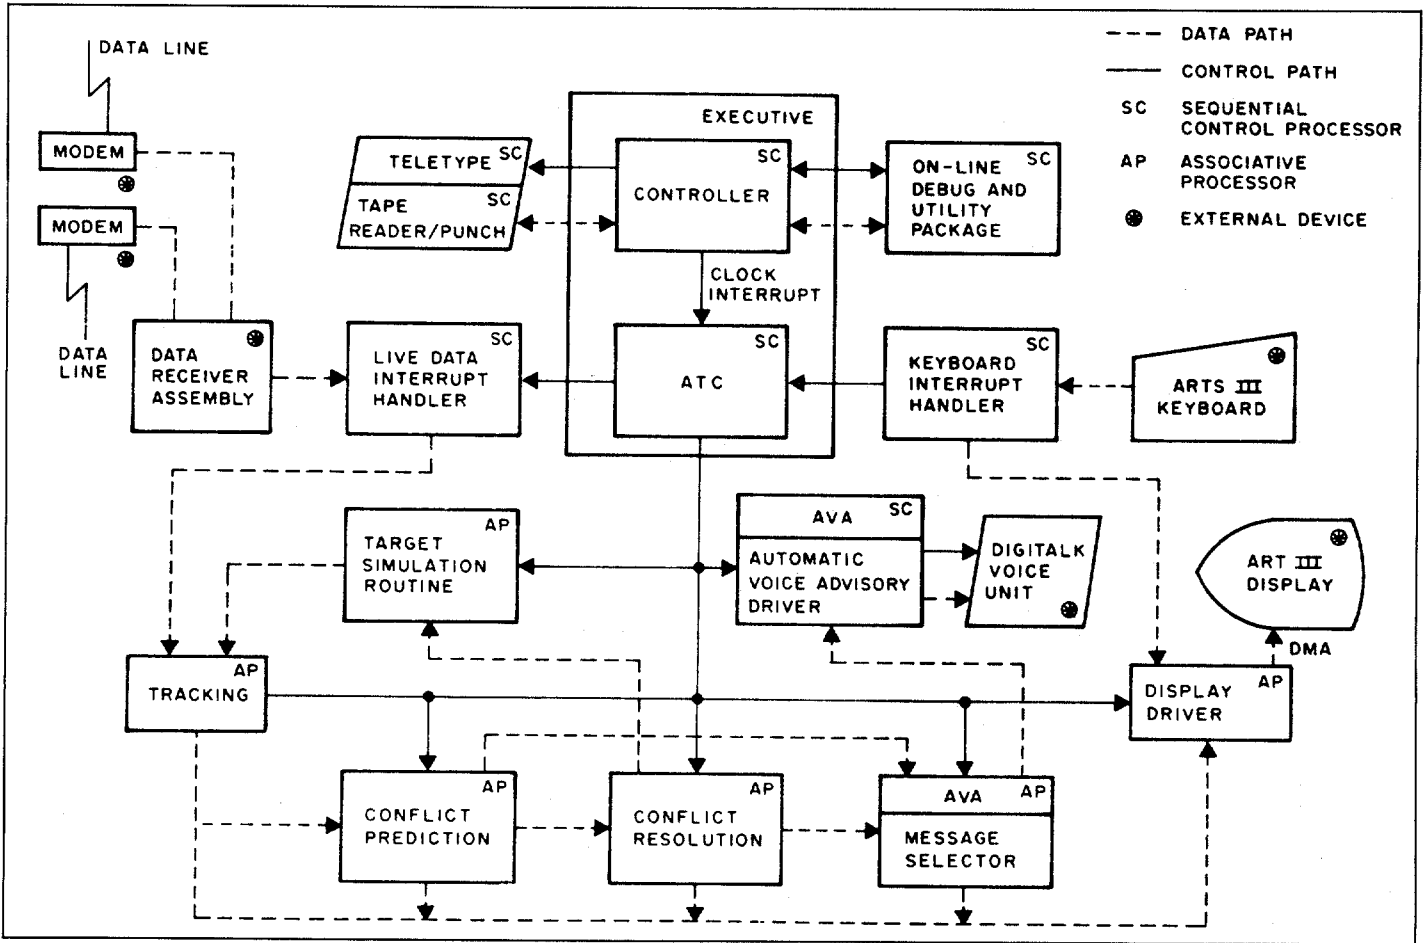 DATA LINE
MODEM
MODEM
DATA
LINE
DATA
RECEIVER
ASSEMBLY
TELETYPE SC
TAPE SC
READER/PUNCH
EXECUTIVE
SC
CONTROLLER
CLOCK
INTERRUPT
SC
ATC
SC
ON-LINE
DEBUG AND
UTILITY
PACKAGE
DATA PATH
CONTROL PATH
SC SEQUENTIAL
CONTROL PROCESSOR
AP ASSOCIATIVE
PROCESSOR
EXTERNAL DEVICE
SC
LIVE DATA
INTERRUPT
HANDLER
SC
KEYBOARD
INTERRUPT
HANDLER
ARTS III
KEYBOARD
AP
TARGET
SIMULATION
ROUTINE
AVA SC
AUTOMATIC
VOICE ADVISORY
DRIVER
DIGITALK
VOICE
UNIT
ART III
DISPLAY
DMA
AP
TRACKING
AP
DISPLAY
DRIVER
AP
CONFLICT
PREDICTION
AP
CONFLICT
RESOLUTION
AVA AP
MESSAGE
SELECTOR